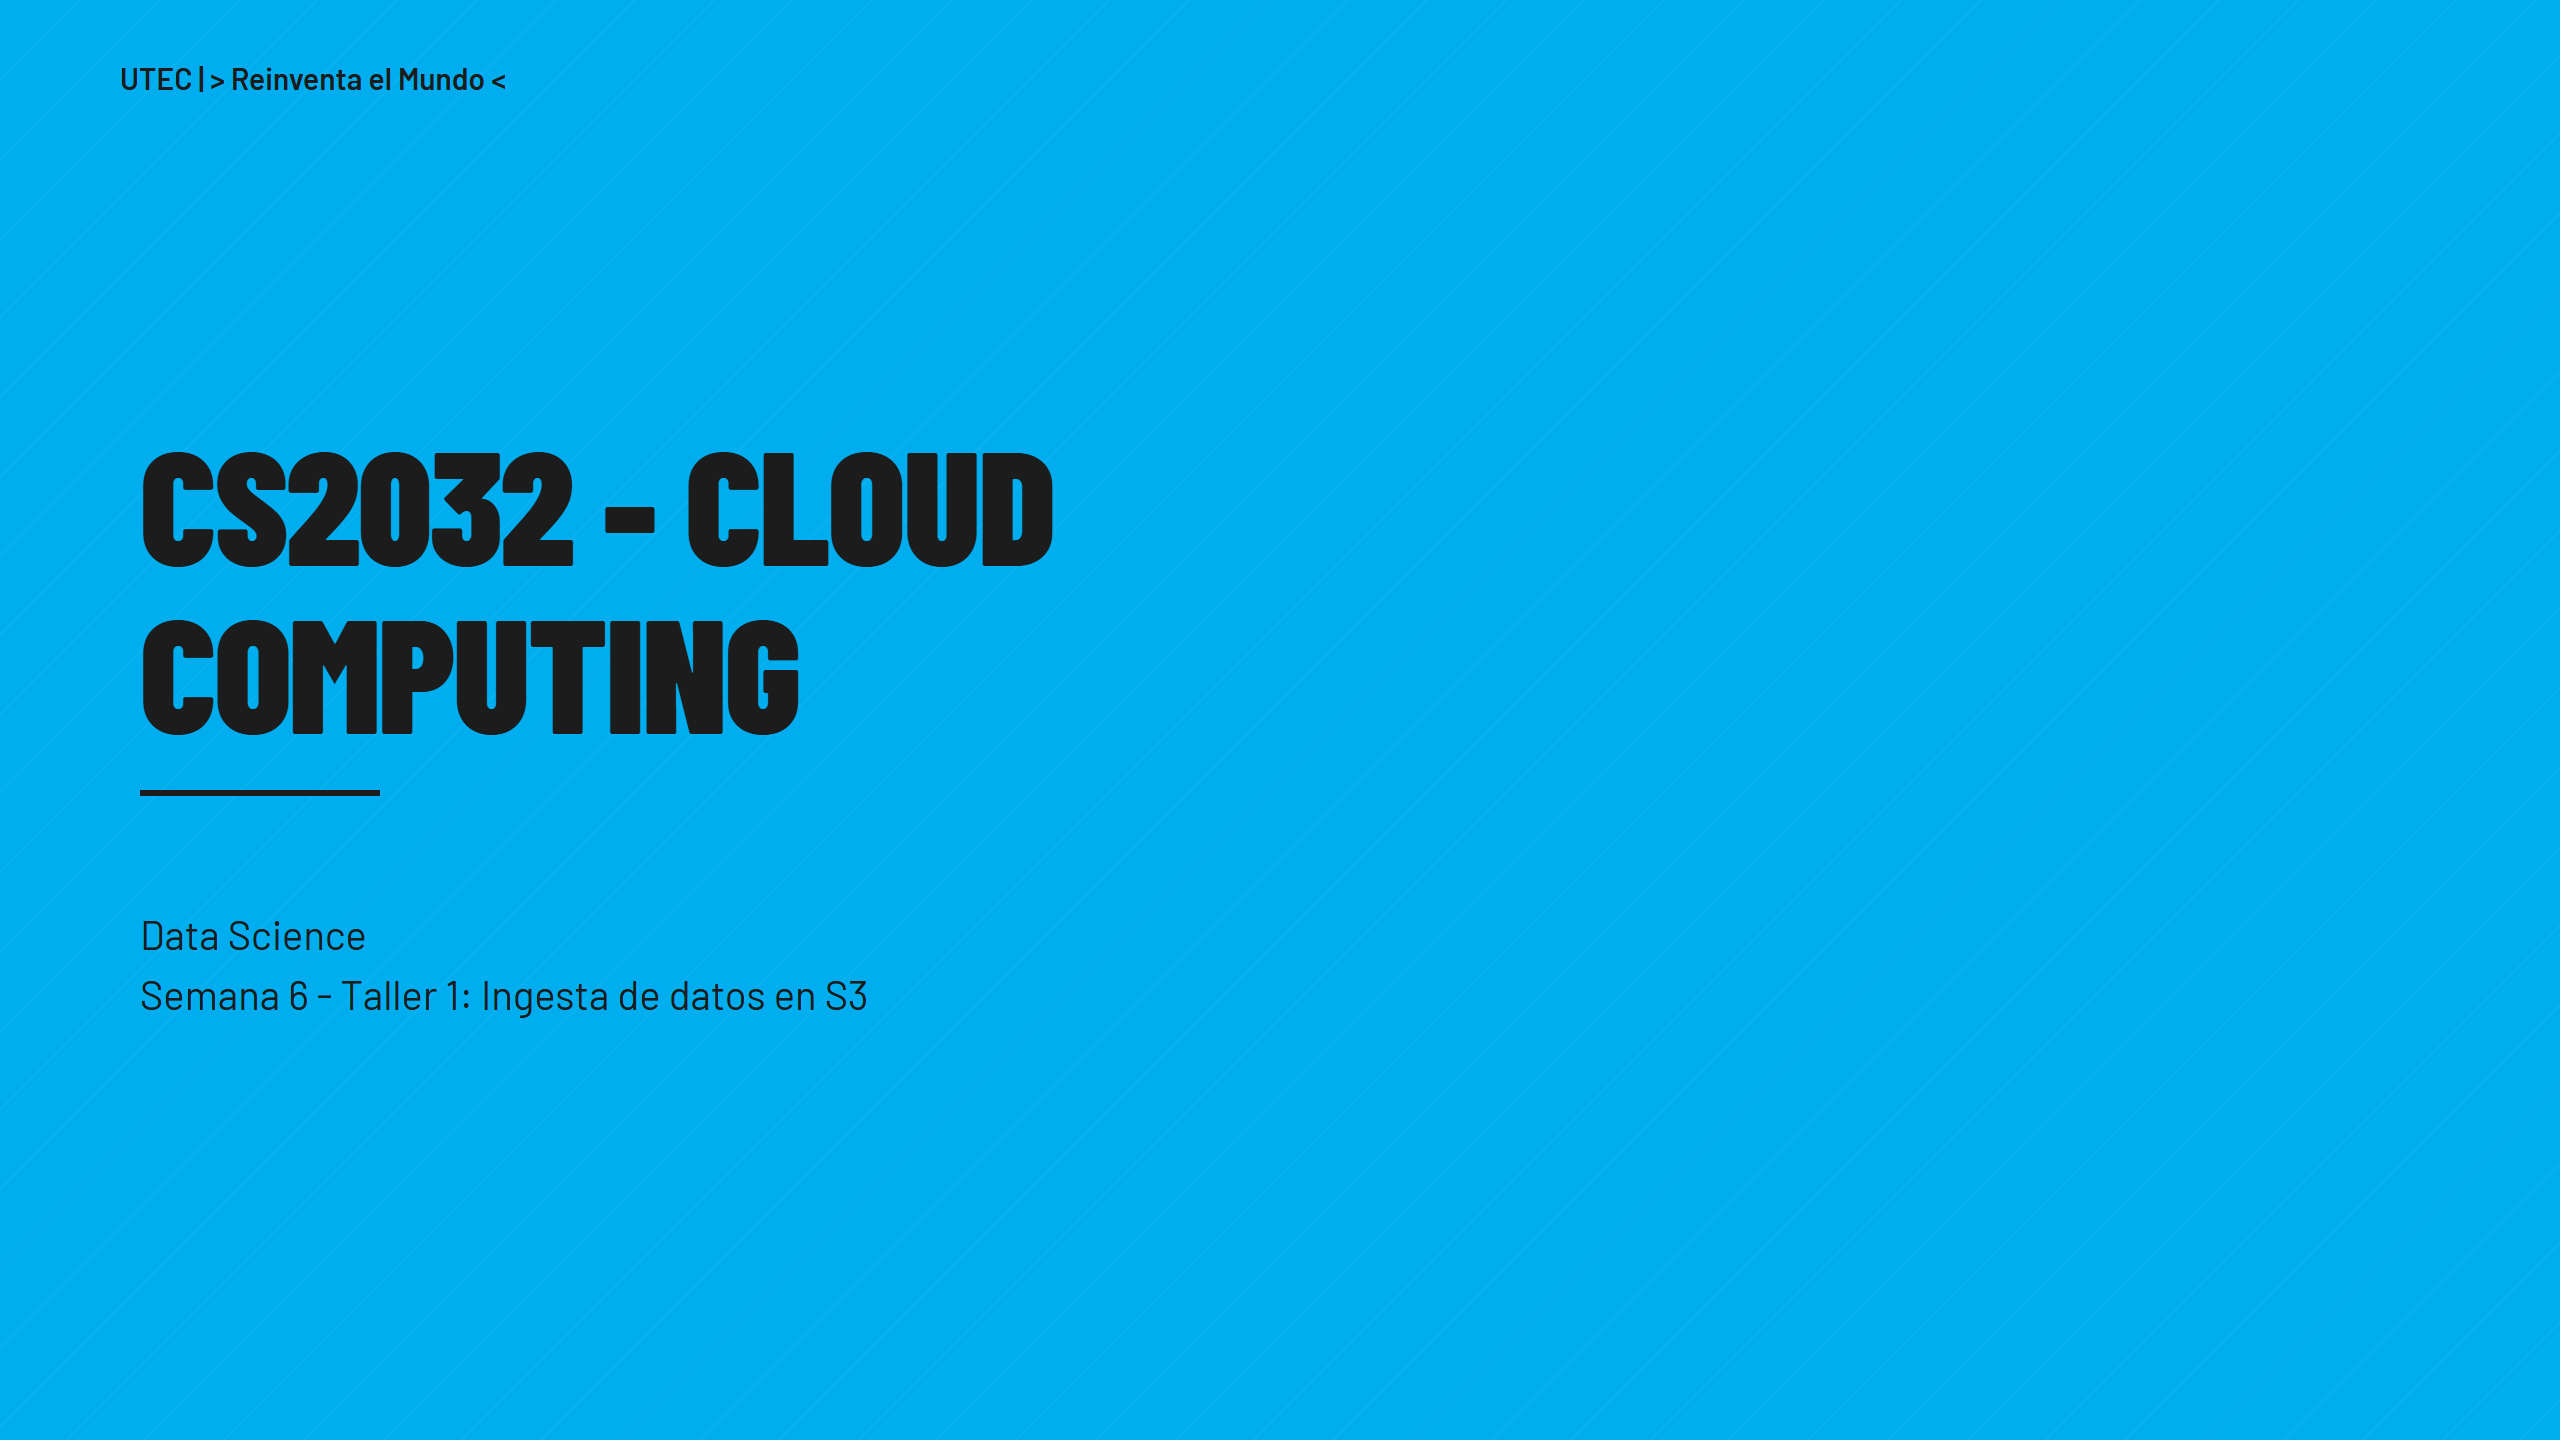 UTEC | > Reinventa el Mundo <
CS2032 - CLOUD
COMPUTING
Data Science
Semana 6 - Taller 1: Ingesta de datos en S3